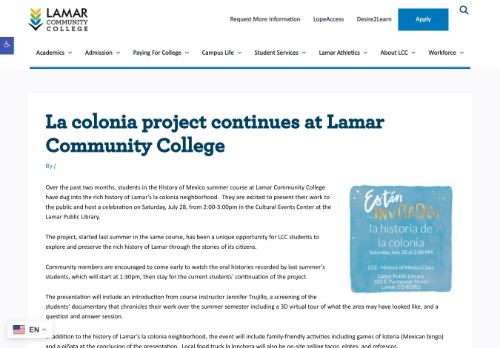 LAMAR
COMMUNITY
COLLEGE
Request More Information LopeAccess Desire2Learn Apply
Academics Admission Paying For College Campus Life Student Services Lamar Athletics About LCC Workforce
La colonia project continues at Lamar
Community College
By /
Over the past two months, students in the History of Mexico summer course at Lamar Community College
have dug into the rich history of Lamar's la colonia neighborhood. They are excited to present their work to
the public and host a celebration on Saturday, July 28, from 2:00-3:00pm in the Cultural Events Center at the
Lamar Public Library.
The project, started last summer in the same course, has been a unique opportunity for LCC students to
explore and preserve the rich history of Lamar through the stories of its citizens.
Community members are encouraged to come early to watch the oral histories recorded by last summer's
students, which will start at 1:30pm, then stay for the current students' continuation of the project.
The presentation will include an introduction from course instructor Jennifer Trujillo, a screening of the
students' documentary that chronicles their work over the summer semester including a 3D virtual tour of what the area may have looked like, and a
question and answer session.
addition to the history of Lamar's la colonia neighborhood, the event will include family-friendly activities including games of loteria (Mexican bingo)
and a piñata at the conclusion of the presentation. Local food truck la lonchera will also be on-site selling tacos, elotes, and refrescos.
Están
INVITADOS
la historia de
la colonia
Saturday, July 28 at 2:00 PM
LCC - History of Mexico Class
Lamar Public Library
102 E. Parmenter Street
Lamar, CO 81052
EN